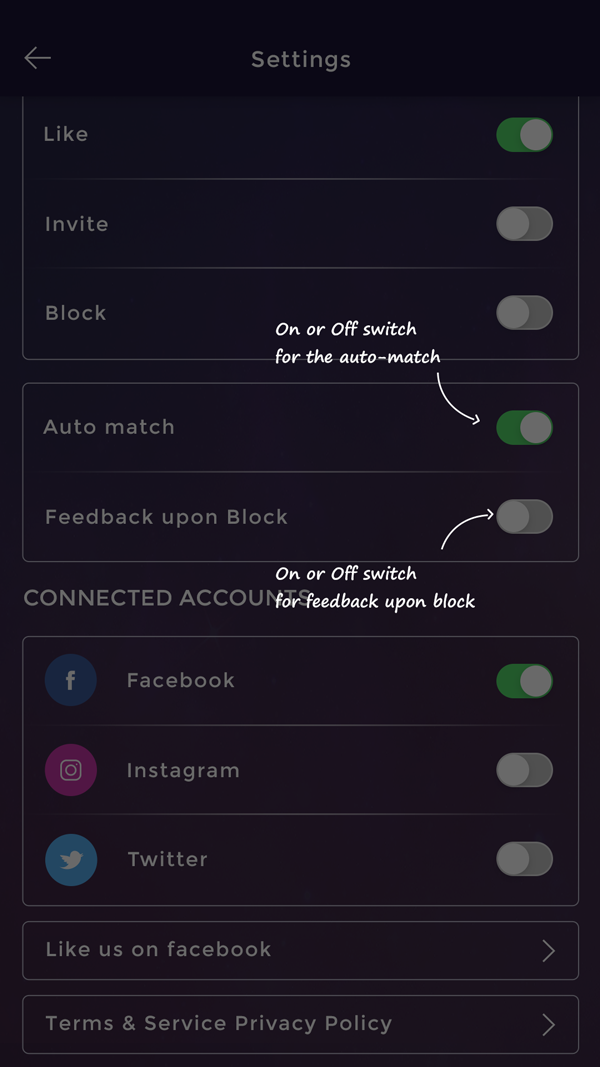 Settings
Like
Invite
Block
On or Off switch
for the auto-match
Auto match
Feedback upon Block
On or Off switch
for feedback upon block
CONNECTED ACCOUNTS
Facebook
Instagram
Twitter
Like us on facebook
Terms & Service Privacy Policy